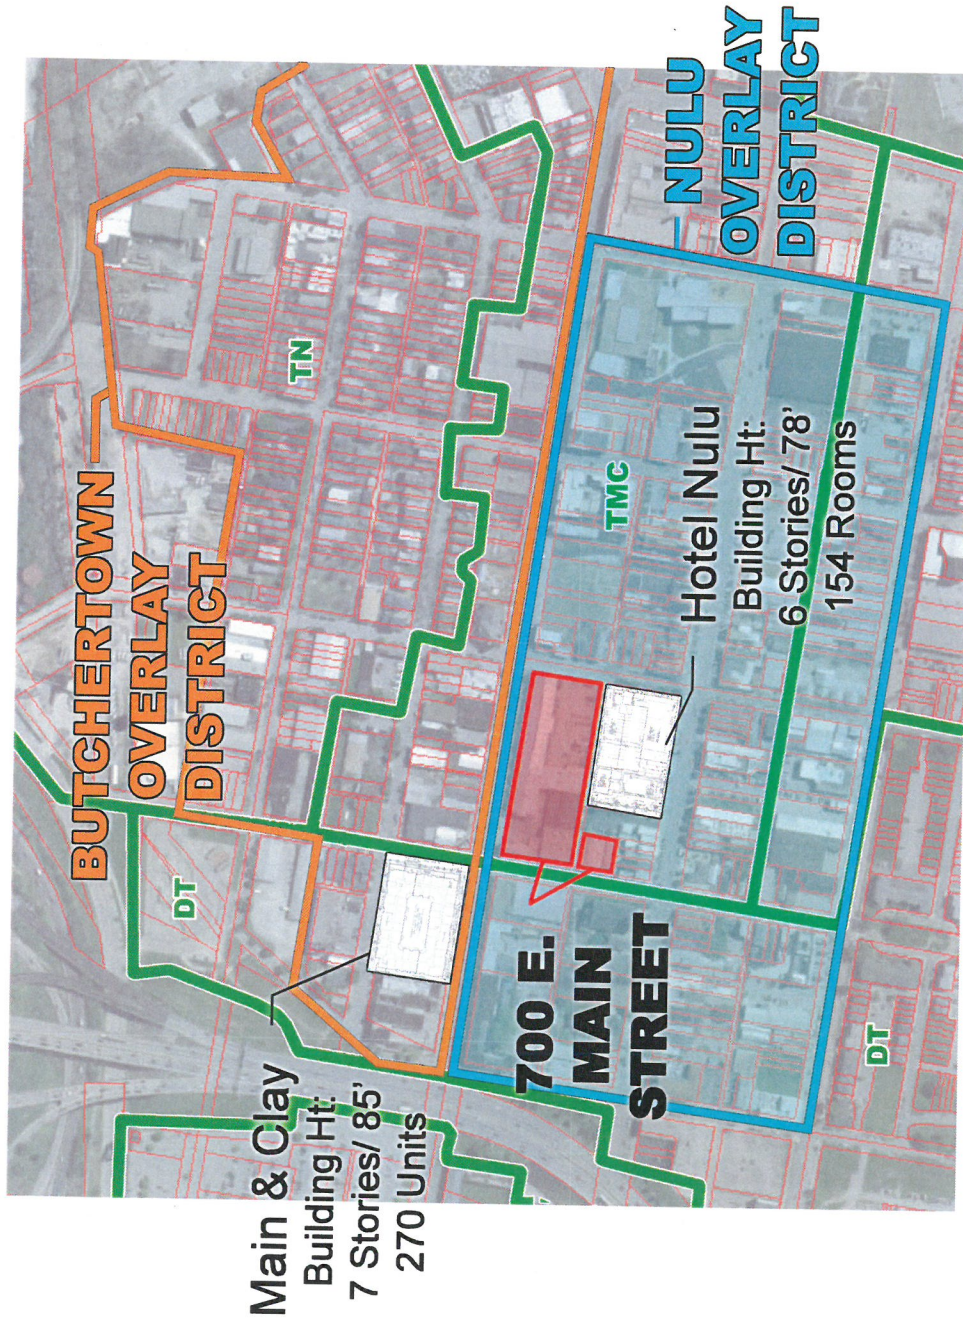 BUTCHERTOWN
OVERLAY
DISTRICT
TN
DT
Main & Clay
Building Ht:
7 Stories/ 85'
270 Units
NULU
OVERLAY
DISTRICT
TMC
Hotel Nulu
Building Ht:
6 Stories/ 78'
154 Rooms
700 E.
MAIN
STREET
DT